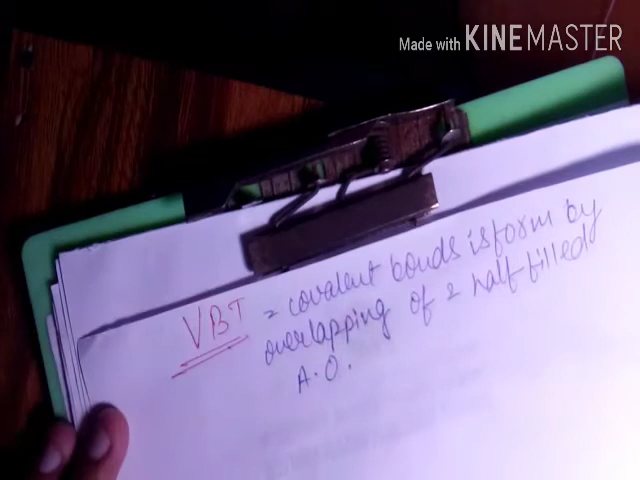 Made with KINEMASTER
VBT = covalent bonds is form by
overlapping of 2 half-filled
A.O.